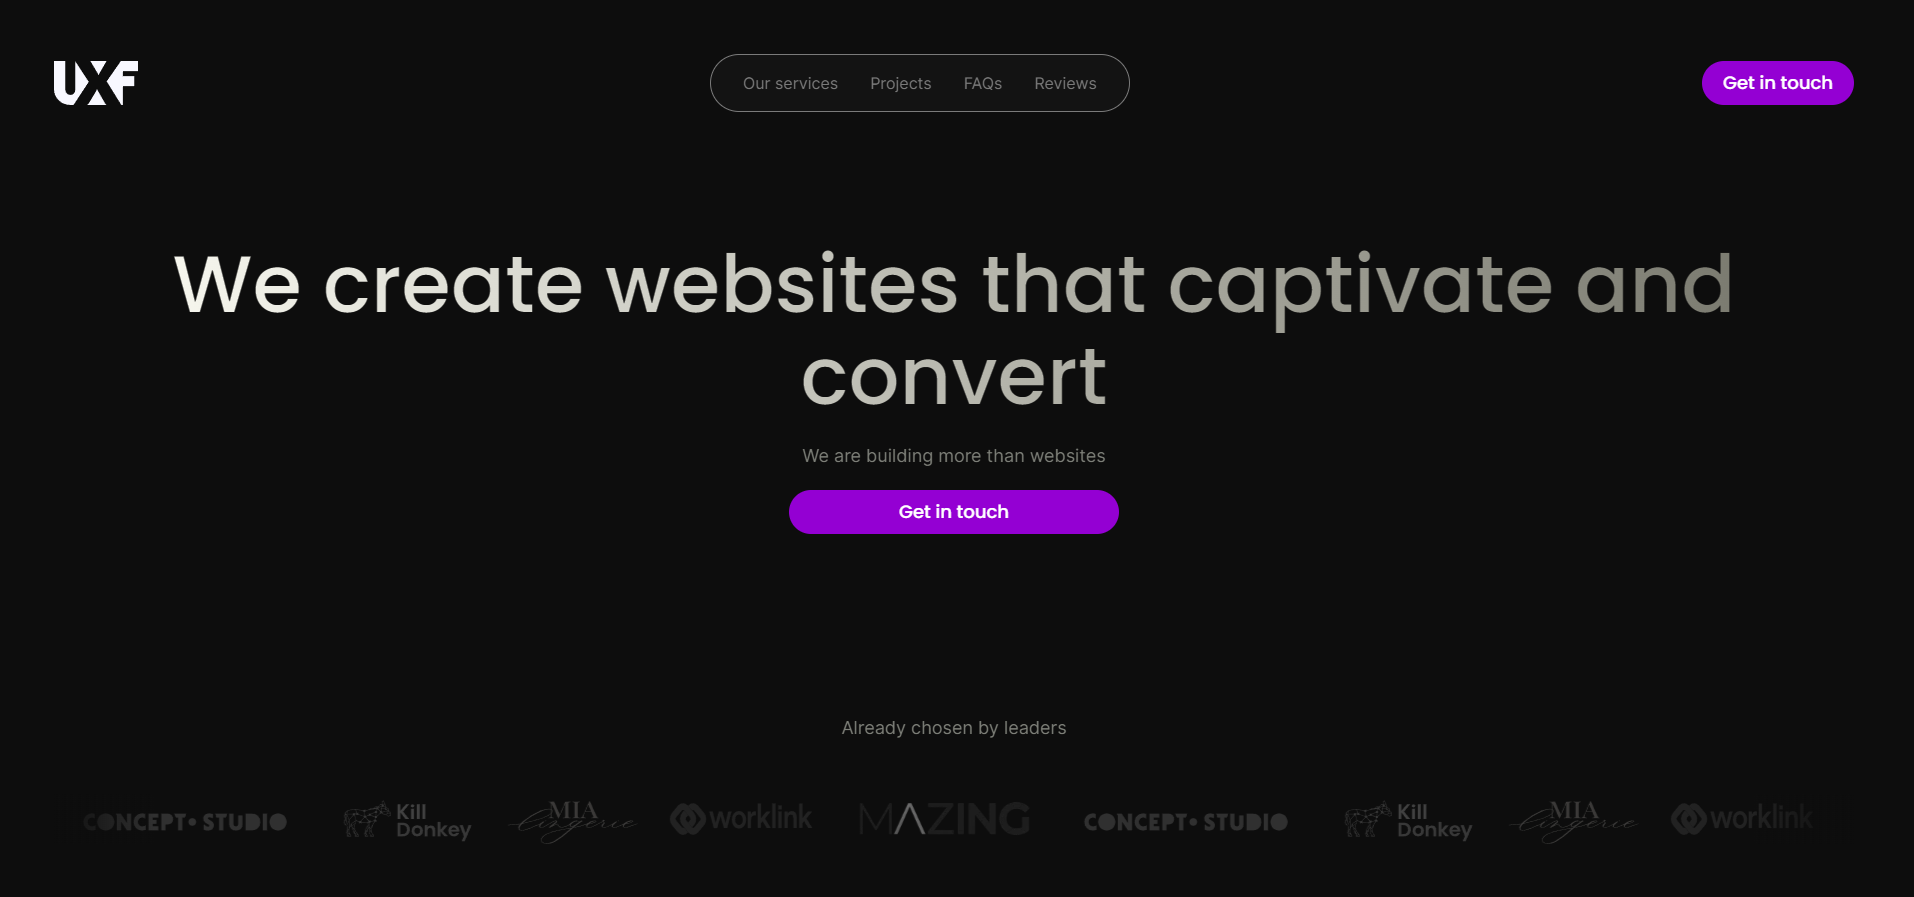 UXF
Our services Projects FAQs Reviews
Get in touch
We create websites that captivate and
convert
We are building more than websites
Get in touch
Already chosen by leaders
CONCEPT • STUDIO
Kill
Donkey
MIA
lingerie
worklink
MAZING
CONCEPT • STUDIO
Kill
Donkey
MIA
lingerie
worklink